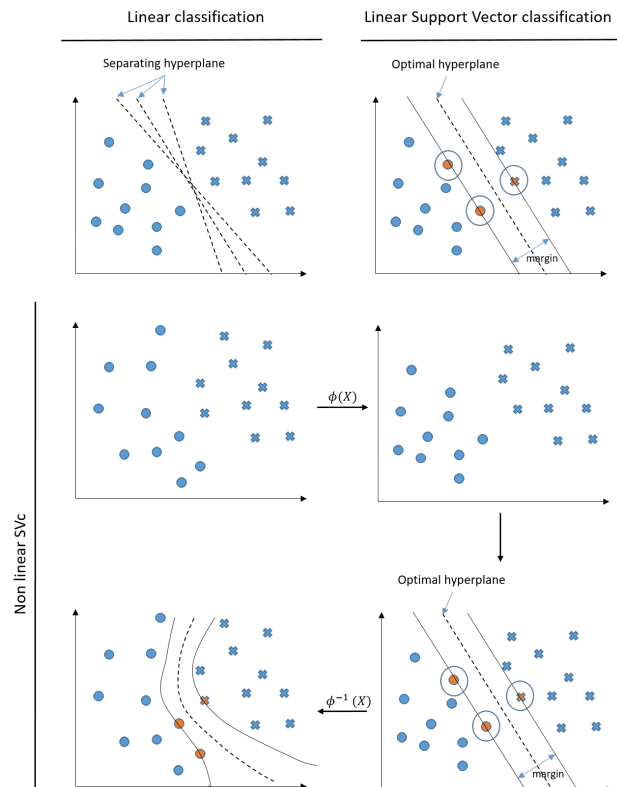 Linear classification
Linear Support Vector classification
Separating hyperplane
Optimal hyperplane
margin
Non linear SVc
ϕ(X)
Optimal hyperplane
ϕ⁻¹ (X)
margin